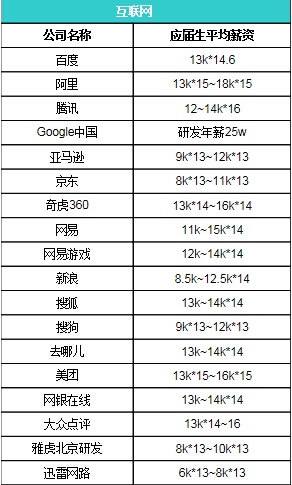 互联网
公司名称 应届生平均薪资
百度 13k*14.6
阿里 13k*15~18k*15
腾讯 12~14k*16
Google中国 研发年薪25w
亚马逊 9k*13~12k*13
京东 8k*13~11k*13
奇虎360 13k*14~16k*14
网易 11k~15k*14
网易游戏 12k~14k*14
新浪 8.5k~12.5k*14
搜狐 13k~14k*14
搜狗 9k*13~12k*13
去哪儿 13k~14k*14
美团 13k*15~16k*15
网银在线 13k~14k*14
大众点评 13k*14~16
雅虎北京研发 8k*13~10k*13
迅雷网路 6k*13~8k*13